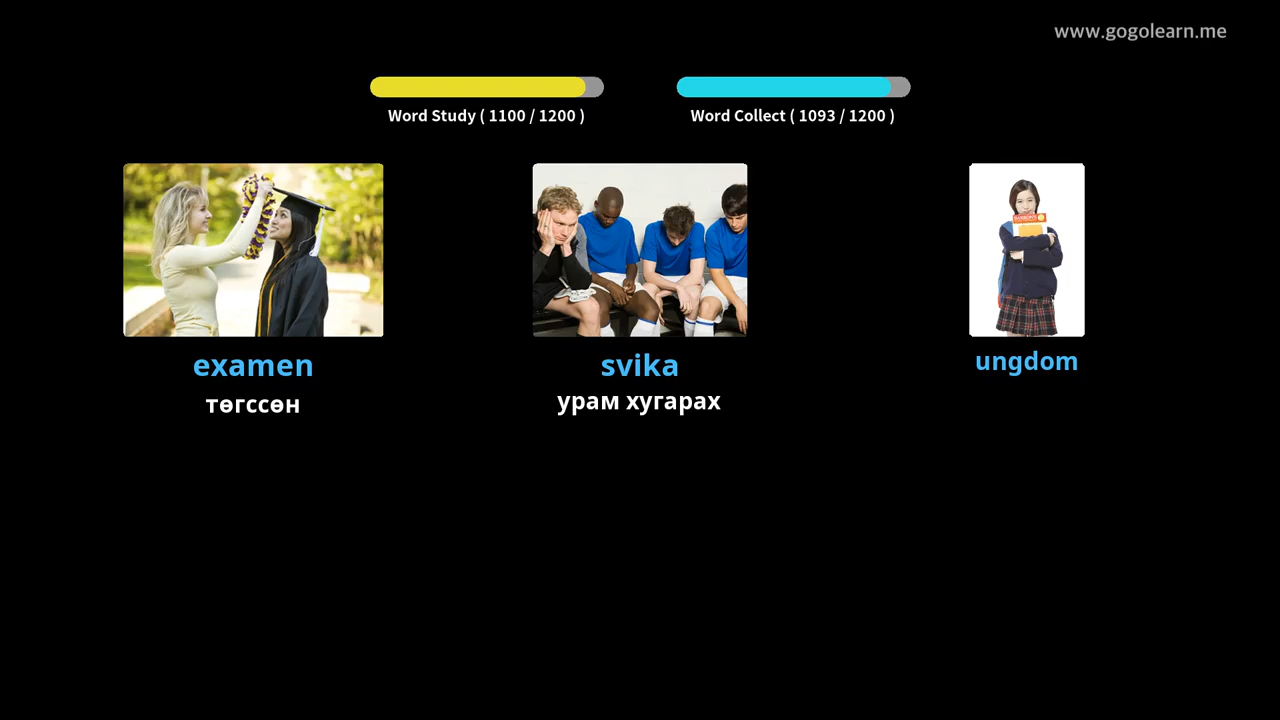 www.gogolearn.me
Word Study ( 1100 / 1200 )
Word Collect ( 1093 / 1200 )
examen
svika
ungdom
төгссөн
урам хугарах